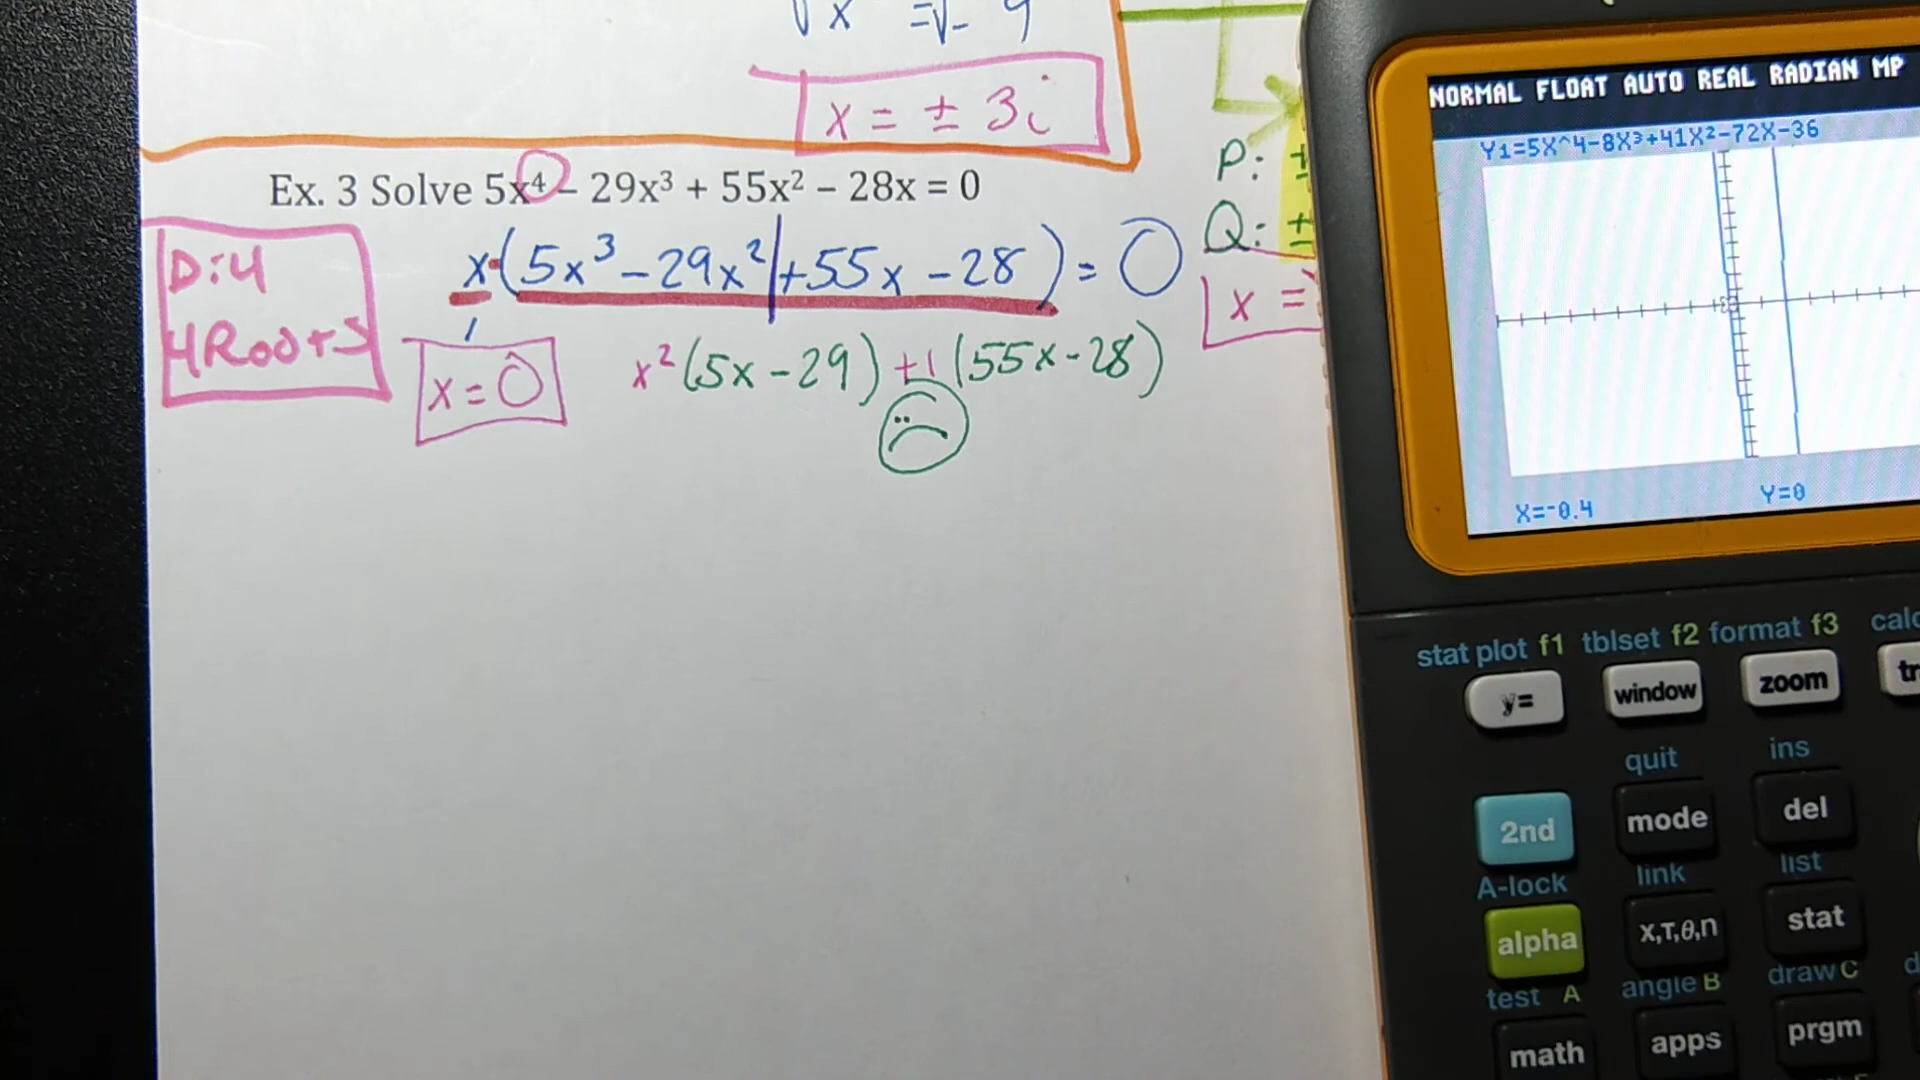 √x = √-9
x = ± 3i
Ex. 3 Solve 5x⁴ – 29x³ + 55x² – 28x = 0
D:4
4Roots
x·(5x³ - 29x² + 55x - 28) = 0
x = 0
x²(5x - 29) + 1(55x - 28)
P: ±
Q: ±
x =
NORMAL FLOAT AUTO REAL RADIAN MP
Y1=5X^4-8X³+41X²-72X-36
X=-0.4 Y=0
stat plot f1 tblset f2 format f3
y= window zoom
quit ins
2nd mode del
A-lock link list
alpha X,T,θ,n stat
test A angle B draw C
math apps prgm